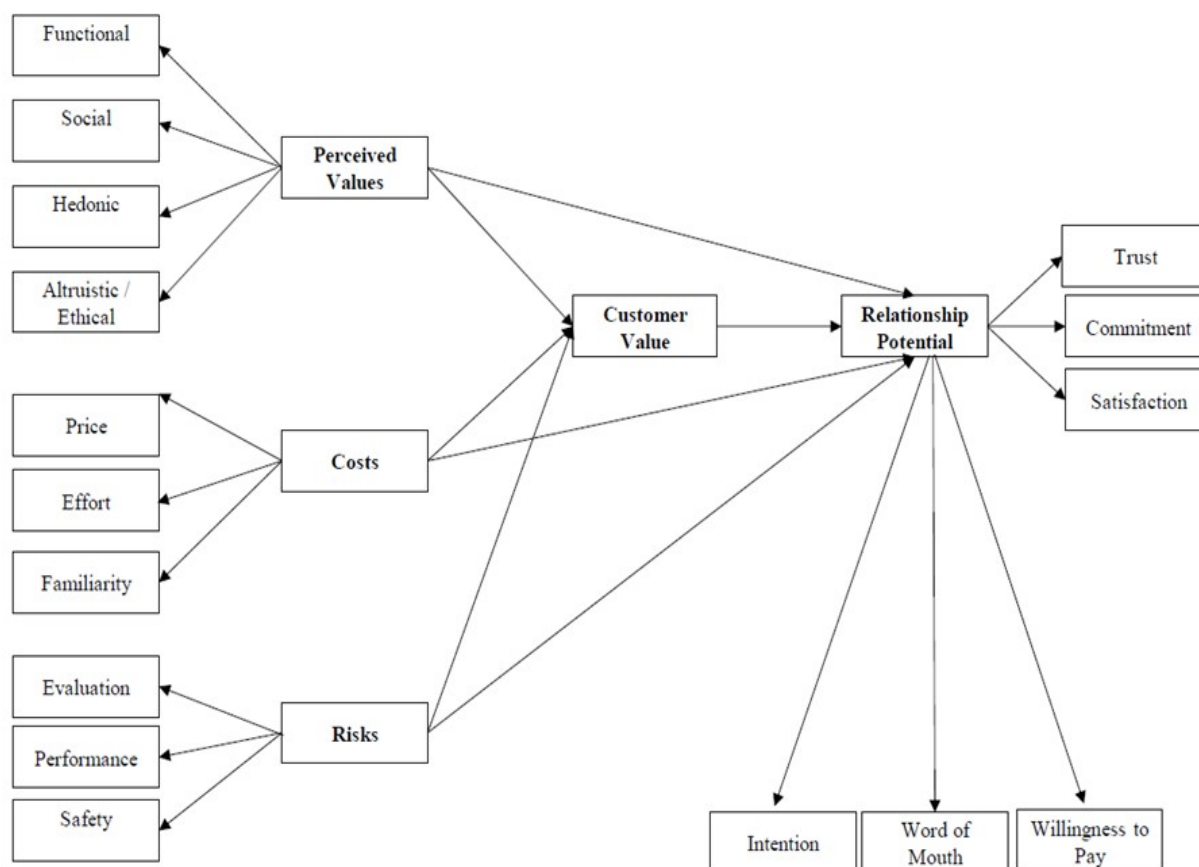 Functional
Social
Hedonic
Altruistic /
Ethical
Price
Effort
Familiarity
Evaluation
Performance
Safety
Perceived
Values
Costs
Risks
Customer
Value
Relationship
Potential
Trust
Commitment
Satisfaction
Intention
Word of
Mouth
Willingness to
Pay